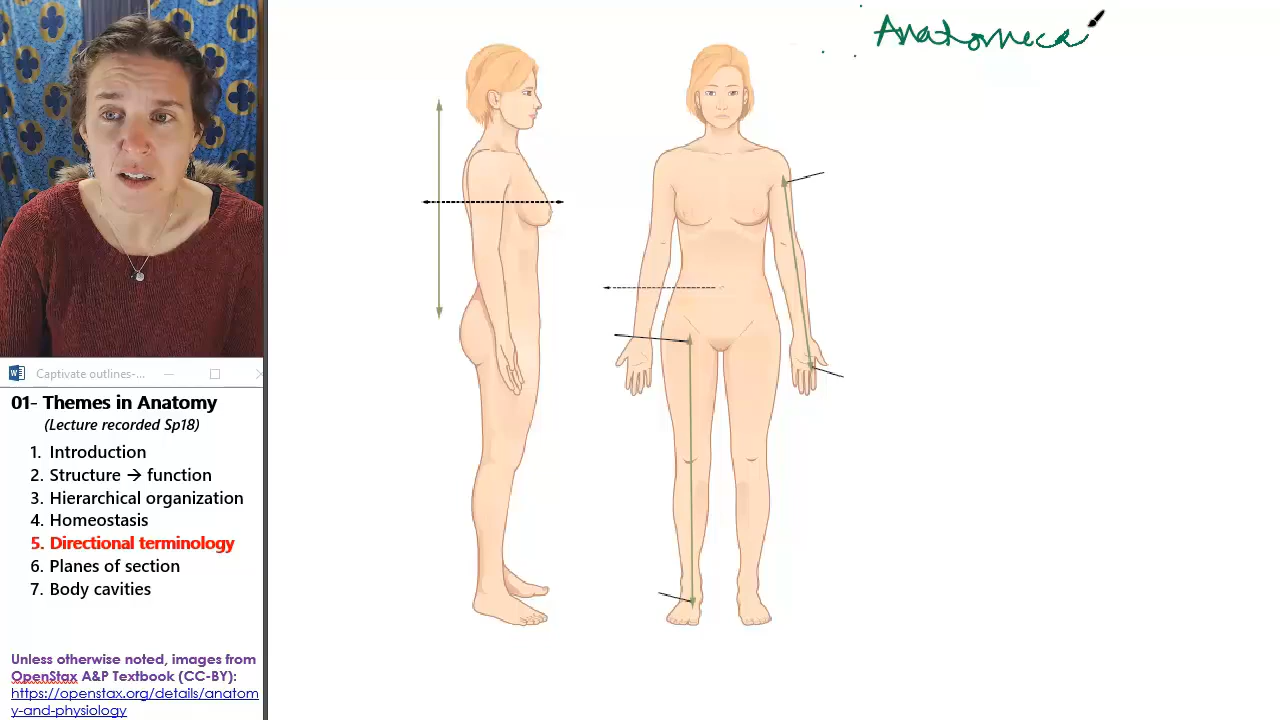 Anatomica
Captivate outlines-...
01- Themes in Anatomy
(Lecture recorded Sp18)
1. Introduction
2. Structure → function
3. Hierarchical organization
4. Homeostasis
5. Directional terminology
6. Planes of section
7. Body cavities
Unless otherwise noted, images from
OpenStax A&P Textbook (CC-BY):
https://openstax.org/details/anatom
y-and-physiology